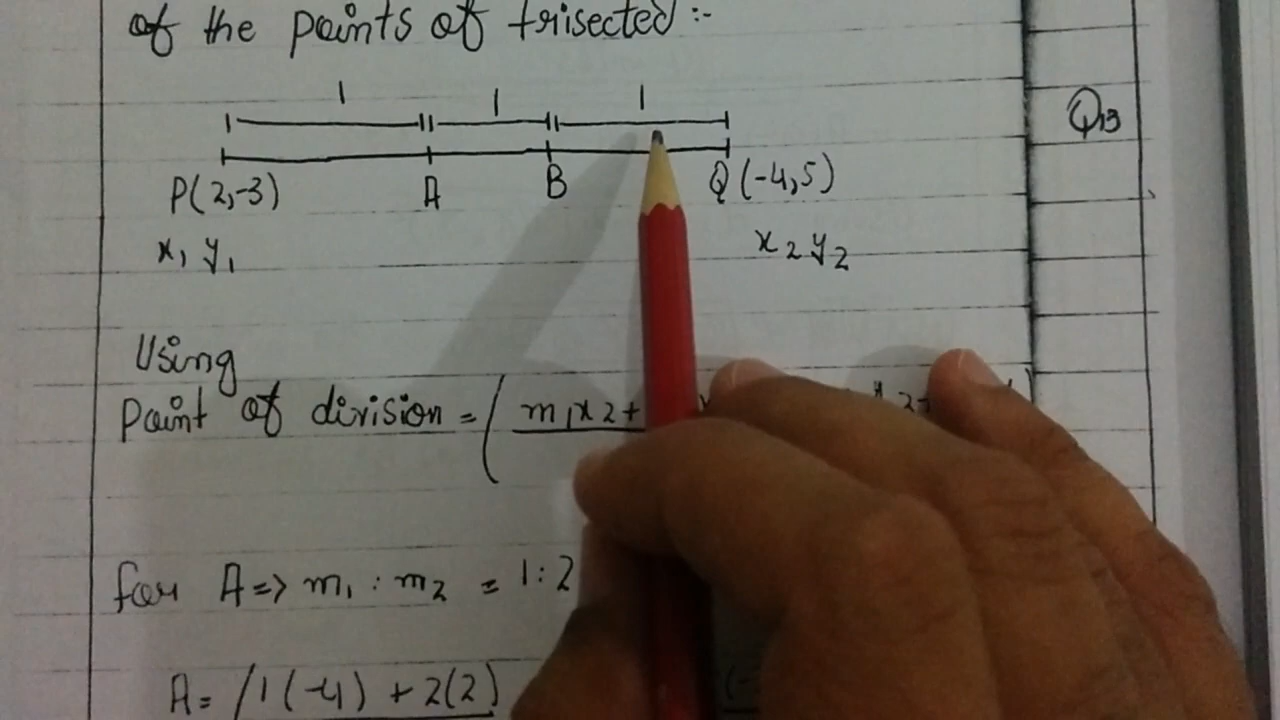 of the points of trisected :-
1 1 1
Q13
P(2,-3) A B Q(-4,5)
x1 y1 x2 y2
Using
Point of division = ( m1x2+
for A => m1 : m2 = 1:2
A= (1(-4) + 2(2)